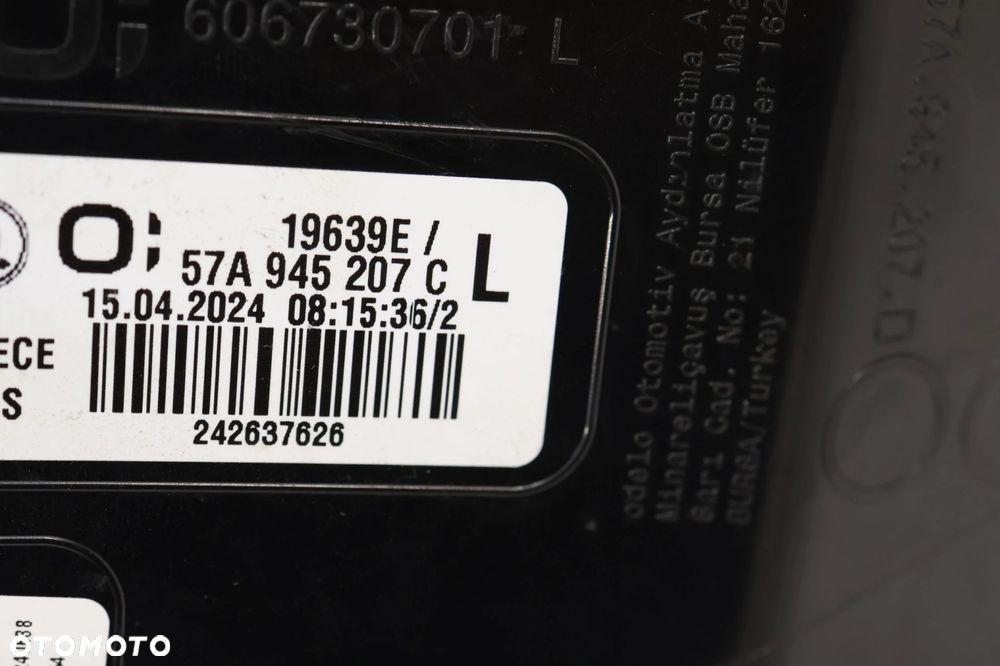 606730701 L
19639E /
57A 945 207 C
L
15.04.2024 08:15:36/2
ECE
S
242637626
odelo Otomotiv Aydınlatma A
Minareliçavuş Bursa OSB Maha
Sarı Cad. No: 21 Nilüfer 162
BURSA/Turkey
57A.945.207.D
OTOMOTO